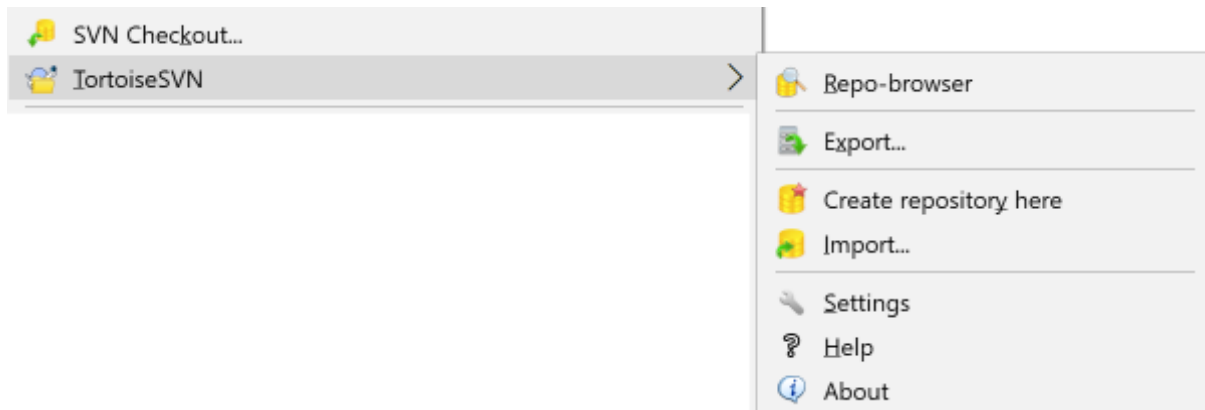 SVN Checkout...
TortoiseSVN
Repo-browser
Export...
Create repository here
Import...
Settings
Help
About